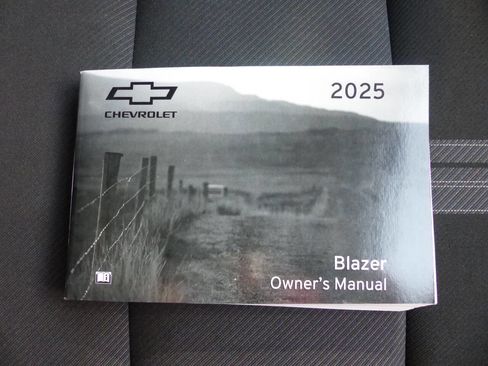 2025
CHEVROLET
Blazer
Owner's Manual